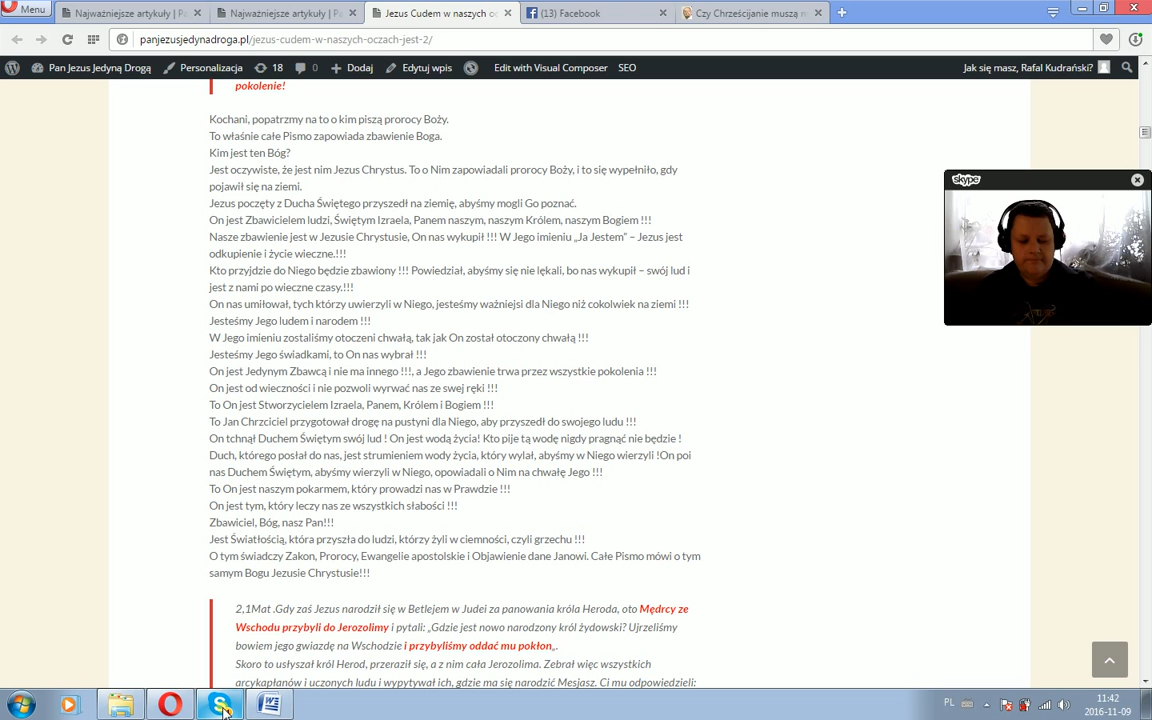 Menu
Najważniejsze artykuły | P
Najważniejsze artykuły | Pa
Jezus Cudem w naszych oc
(13) Facebook
Czy Chrześcijanie muszą m
panjezusjedynadroga.pl/jezus-cudem-w-naszych-oczach-jest-2/
Pan Jezus Jedyną Drogą
Personalizacja
18
0
Dodaj
Edytuj wpis
Edit with Visual Composer
SEO
Jak się masz, Rafal Kudrański?
pokolenie!
Kochani, popatrzmy na to o kim piszą prorocy Boży.
To właśnie całe Pismo zapowiada zbawienie Boga.
Kim jest ten Bóg?
Jest oczywiste, że jest nim Jezus Chrystus. To o Nim zapowiadali prorocy Boży, i to się wypełniło, gdy
pojawił się na ziemi.
Jezus poczęty z Ducha Świętego przyszedł na ziemię, abyśmy mogli Go poznać.
On jest Zbawicielem ludzi, Świętym Izraela, Panem naszym, naszym Królem, naszym Bogiem !!!
Nasze zbawienie jest w Jezusie Chrystusie, On nas wykupił !!! W Jego imieniu „Ja Jestem" – Jezus jest
odkupienie i życie wieczne.!!!
Kto przyjdzie do Niego będzie zbawiony !!! Powiedział, abyśmy się nie lękali, bo nas wykupił – swój lud i
jest z nami po wieczne czasy.!!!
On nas umiłował, tych którzy uwierzyli w Niego, jesteśmy ważniejsi dla Niego niż cokolwiek na ziemi !!!
Jesteśmy Jego ludem i narodem !!!
W Jego imieniu zostaliśmy otoczeni chwałą, tak jak On został otoczony chwałą !!!
Jesteśmy Jego świadkami, to On nas wybrał !!!
On jest Jedynym Zbawcą i nie ma innego !!!, a Jego zbawienie trwa przez wszystkie pokolenia !!!
On jest od wieczności i nie pozwoli wyrwać nas ze swej ręki !!!
To On jest Stworzycielem Izraela, Panem, Królem i Bogiem !!!
To Jan Chrzciciel przygotował drogę na pustyni dla Niego, aby przyszedł do swojego ludu !!!
On tchnął Duchem Świętym swój lud ! On jest wodą życia! Kto pije tą wodę nigdy pragnąć nie będzie !
Duch, którego posłał do nas, jest strumieniem wody życia, który wylał, abyśmy w Niego wierzyli !On poi
nas Duchem Świętym, abyśmy wierzyli w Niego, opowiadali o Nim na chwałę Jego !!!
To On jest naszym pokarmem, który prowadzi nas w Prawdzie !!!
On jest tym, który leczy nas ze wszystkich słabości !!!
Zbawiciel, Bóg, nasz Pan!!!
Jest Światłością, która przyszła do ludzi, którzy żyli w ciemności, czyli grzechu !!!
O tym świadczy Zakon, Prorocy, Ewangelie apostolskie i Objawienie dane Janowi. Całe Pismo mówi o tym
samym Bogu Jezusie Chrystusie!!!
2,1Mat .Gdy zaś Jezus narodził się w Betlejem w Judei za panowania króla Heroda, oto Mędrcy ze
Wschodu przybyli do Jerozolimy i pytali: „Gdzie jest nowo narodzony król żydowski? Ujrzeliśmy
bowiem jego gwiazdę na Wschodzie i przybyliśmy oddać mu pokłon„.
Skoro to usłyszał król Herod, przeraził się, a z nim cała Jerozolima. Zebrał więc wszystkich
arcykapłanów i uczonych ludu i wypytywał ich, gdzie ma się narodzić Mesjasz. Ci mu odpowiedzieli:
skype
PL
11:42
2016-11-09